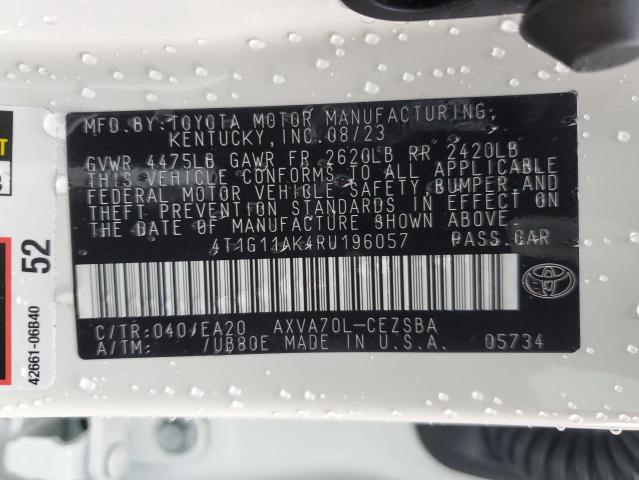 MFD. BY: TOYOTA MOTOR MANUFACTURING,
KENTUCKY, INC. 08/23
GVWR 4475LB GAWR FR 2620LB RR 2420LB
THIS VEHICLE CONFORMS TO ALL APPLICABLE
FEDERAL MOTOR VEHICLE SAFETY, BUMPER, AND
THEFT PREVENTION STANDARDS IN EFFECT ON
THE DATE OF MANUFACTURE SHOWN ABOVE.
4T1G11AK4RU196057 PASS.CAR
C/TR: 040/EA20 AXVA70L-CEZSBA
A/TM: /UB80E MADE IN U.S.A. 05734
52
42661-06B40